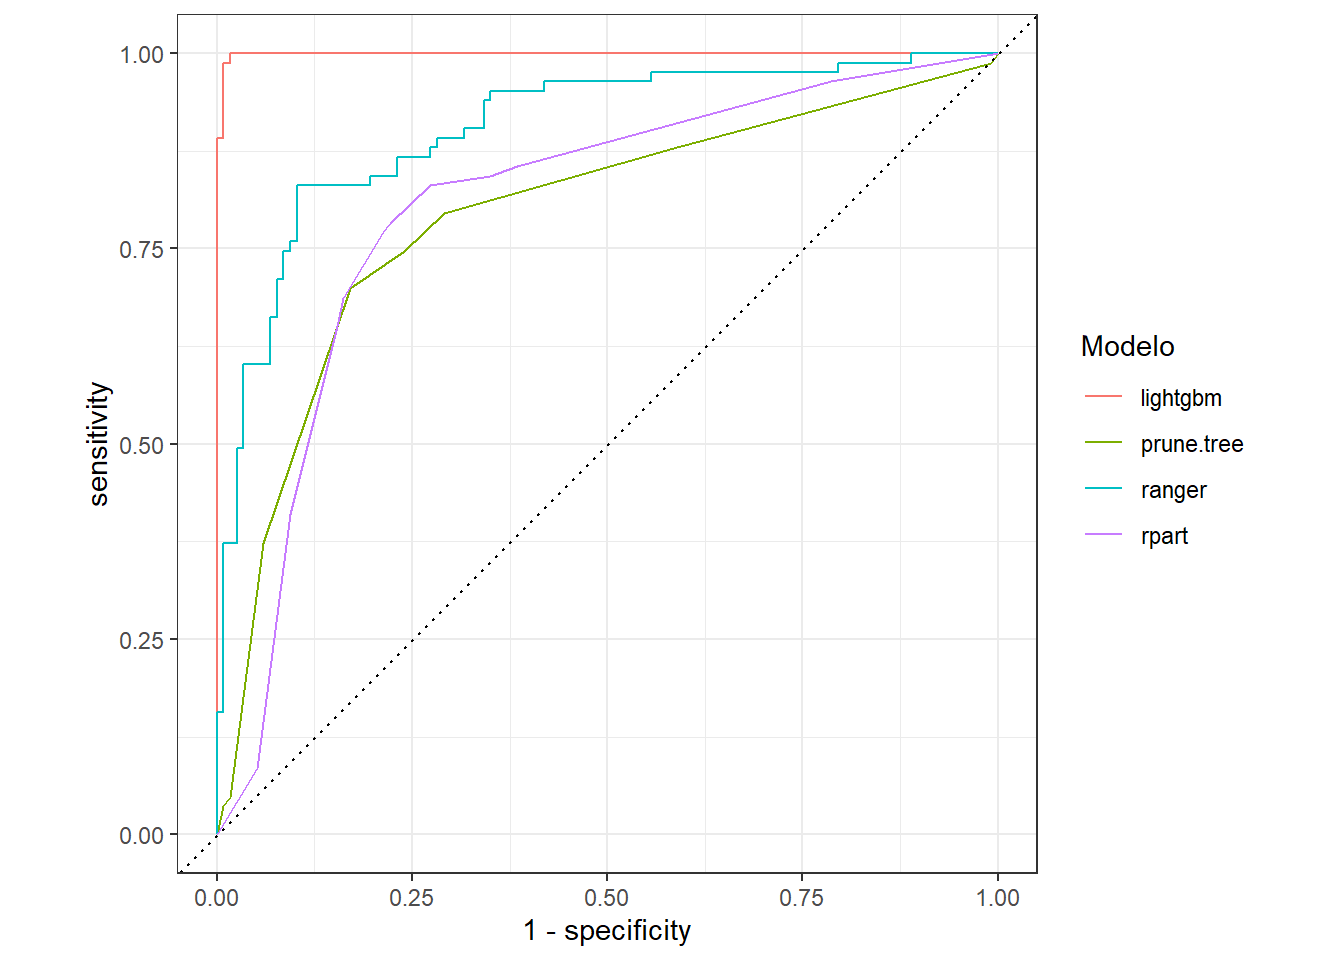 1.00
0.75
0.50
0.25
0.00
sensitivity
0.00 0.25 0.50 0.75 1.00
1 - specificity
Modelo
lightgbm
prune.tree
ranger
rpart